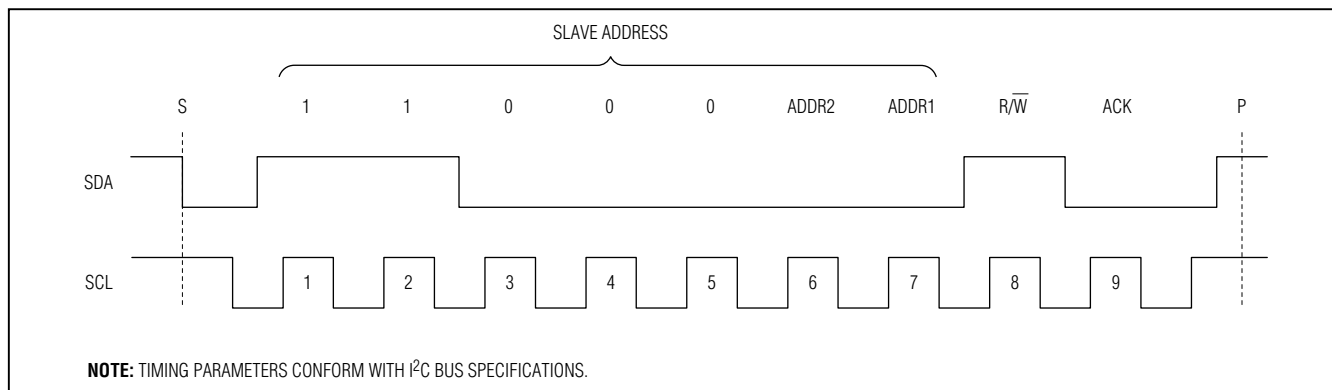 SLAVE ADDRESS
S 1 1 0 0 0 ADDR2 ADDR1 R/W̅ ACK P
SDA
SCL 1 2 3 4 5 6 7 8 9
NOTE: TIMING PARAMETERS CONFORM WITH I²C BUS SPECIFICATIONS.